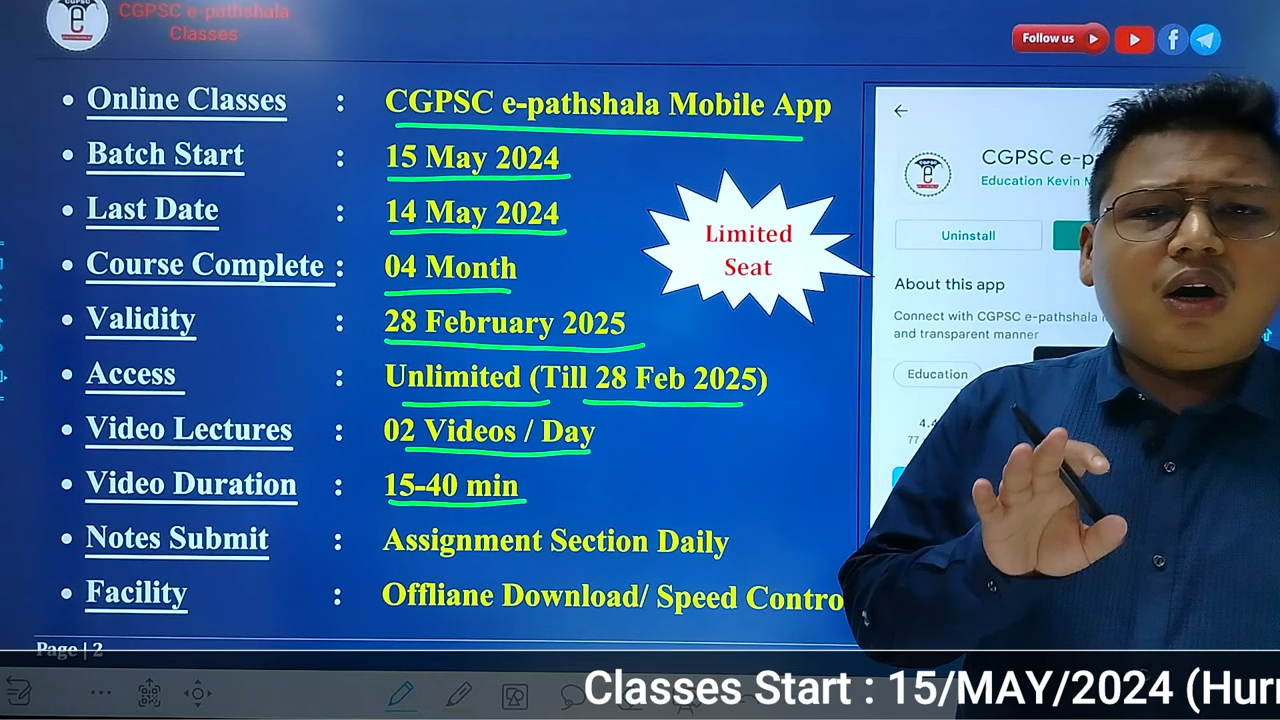 CGPSC e-pathshala
Classes
Follow us
• Online Classes : CGPSC e-pathshala Mobile App
• Batch Start : 15 May 2024
• Last Date : 14 May 2024
• Course Complete : 04 Month
• Validity : 28 February 2025
• Access : Unlimited (Till 28 Feb 2025)
• Video Lectures : 02 Videos / Day
• Video Duration : 15-40 min
• Notes Submit : Assignment Section Daily
• Facility : Offliane Download/ Speed Contro
Limited
Seat
CGPSC e-p
Education Kevin M
Uninstall
About this app
Connect with CGPSC e-pathshala
and transparent manner
Education
4.4
77
Page | 2
Classes Start : 15/MAY/2024 (Hurr